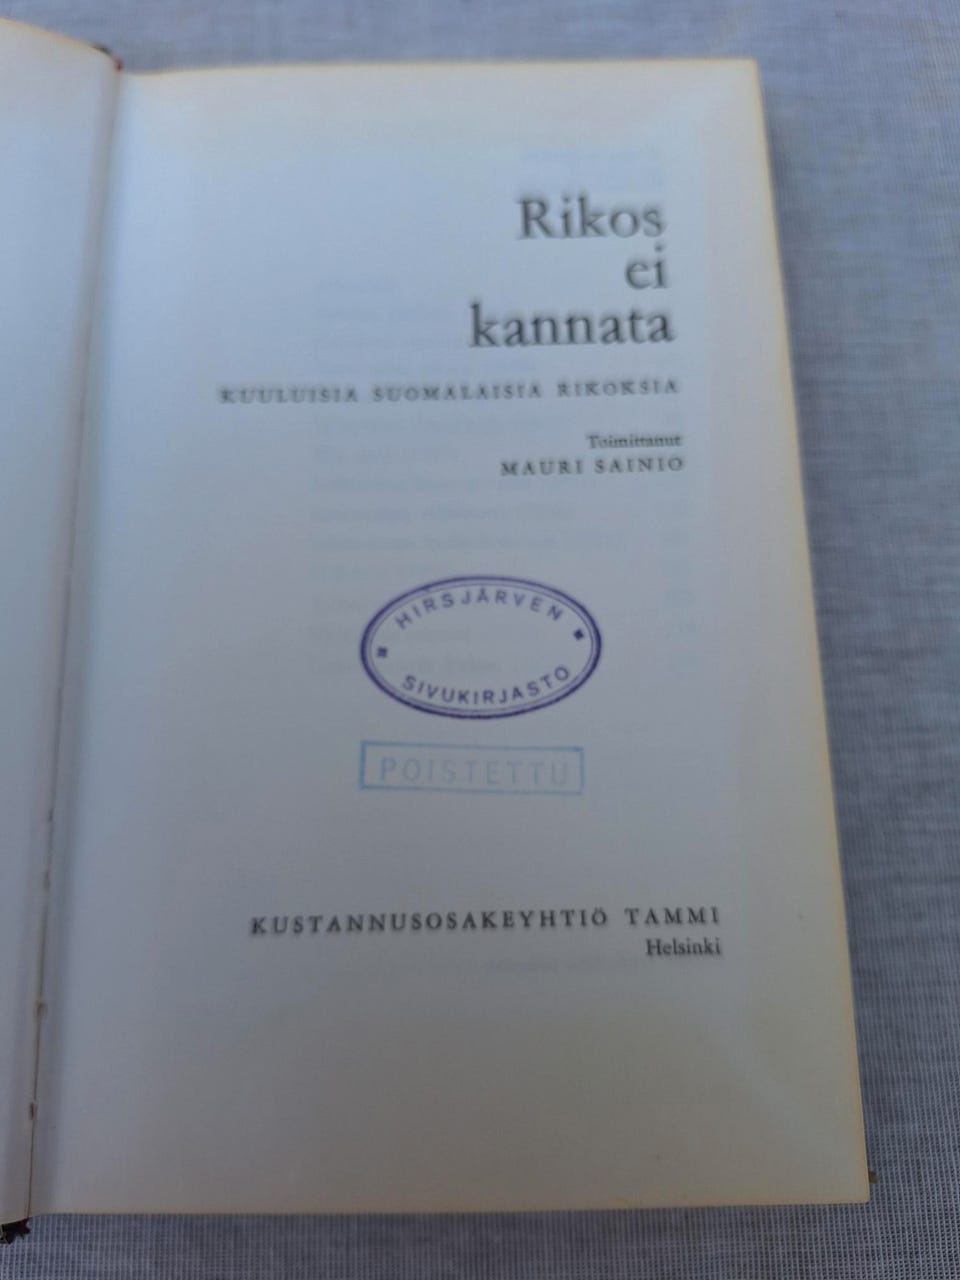 Rikos
ei
kannata
KUULUISIA SUOMALAISIA RIKOKSIA
Toimittanut
MAURI SAINIO
HIRSJÄRVEN
SIVUKIRJASTO
POISTETTU
KUSTANNUSOSAKEYHTIÖ TAMMI
Helsinki